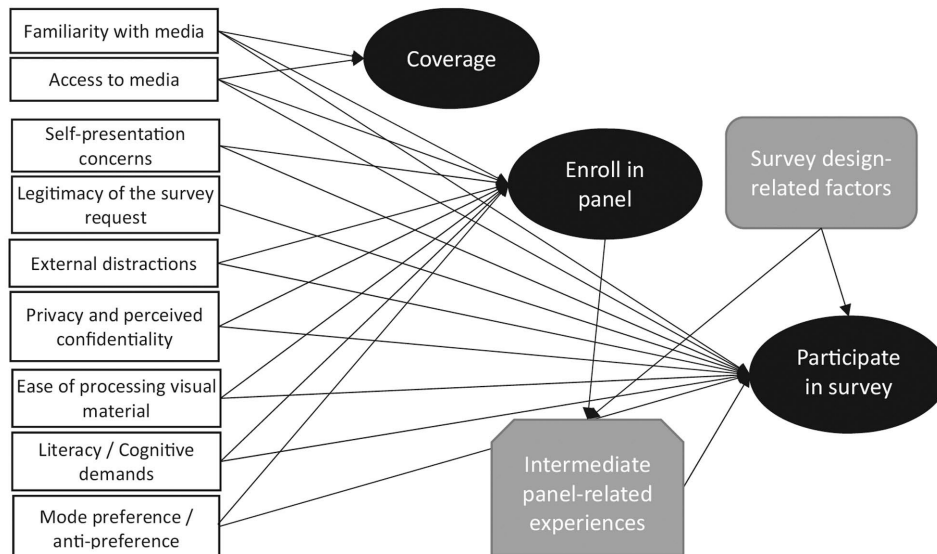 Familiarity with media
Access to media
Self-presentation
concerns
Legitimacy of the survey
request
External distractions
Privacy and perceived
confidentiality
Ease of processing visual
material
Literacy / Cognitive
demands
Mode preference /
anti-preference
Coverage
Enroll in
panel
Survey design-
related factors
Participate
in survey
Intermediate
panel-related
experiences